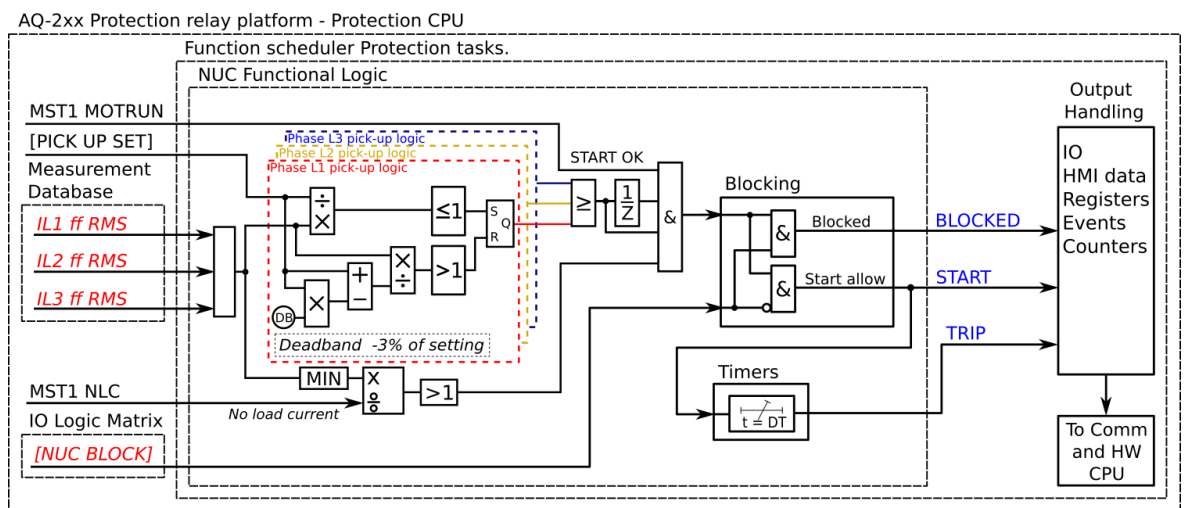 AQ-2xx Protection relay platform - Protection CPU
Function scheduler Protection tasks.
NUC Functional Logic
MST1 MOTRUN
[PICK UP SET]
Measurement
Database
IL1 ff RMS
IL2 ff RMS
IL3 ff RMS
MST1 NLC
IO Logic Matrix
[NUC BLOCK]
Phase L3 pick-up logic
Phase L2 pick-up logic
Phase L1 pick-up logic
÷
X
≤1
S
Q
R
X
÷
>1
+
−
X
DB
Deadband -3% of setting
MIN
X
÷
>1
No load current
START OK
≥
1
Z
&
Blocking
&
Blocked
&
Start allow
Timers
t = DT
BLOCKED
START
TRIP
Output
Handling
IO
HMI data
Registers
Events
Counters
To Comm
and HW
CPU